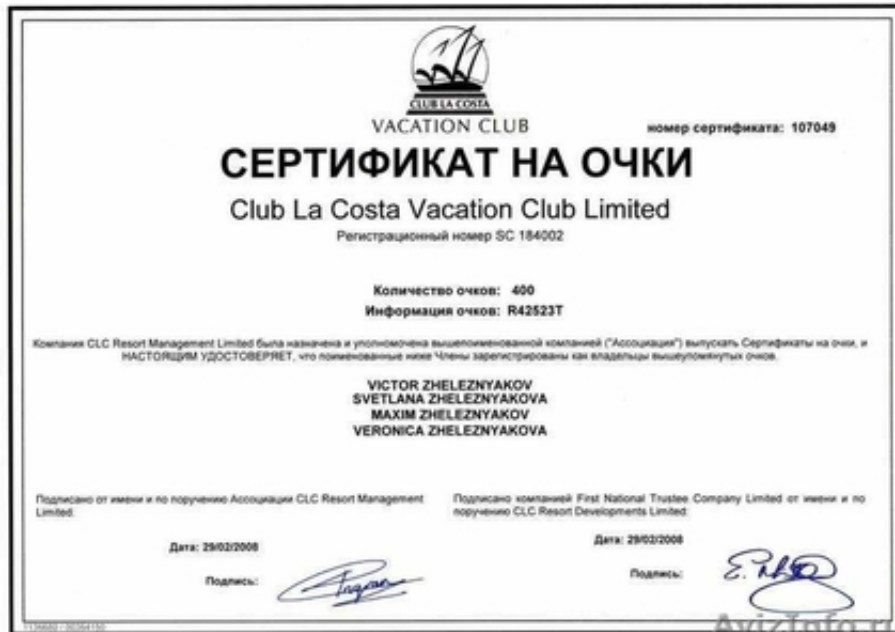 CLUB LA COSTA
VACATION CLUB
номер сертификата: 107049
СЕРТИФИКАТ НА ОЧКИ
Club La Costa Vacation Club Limited
Регистрационный номер SC 184002
Количество очков: 400
Информация очков: R42523T
Компания CLC Resort Management Limited была назначена и уполномочена вышепоименованной компанией ("Ассоциация") выпускать Сертификаты на очки, и
НАСТОЯЩИМ УДОСТОВЕРЯЕТ, что поименованные ниже Члены зарегистрированы как владельцы вышеупомянутых очков.
VICTOR ZHELEZNYAKOV
SVETLANA ZHELEZNYAKOVA
MAXIM ZHELEZNYAKOV
VERONICA ZHELEZNYAKOVA
Подписано от имени и по поручению Ассоциации CLC Resort Management
Limited:
Дата: 29/02/2008
Подпись:
Подписано компанией First National Trustee Company Limited от имени и по
поручению CLC Resort Developments Limited:
Дата: 29/02/2008
Подпись:
AvizInfo.r